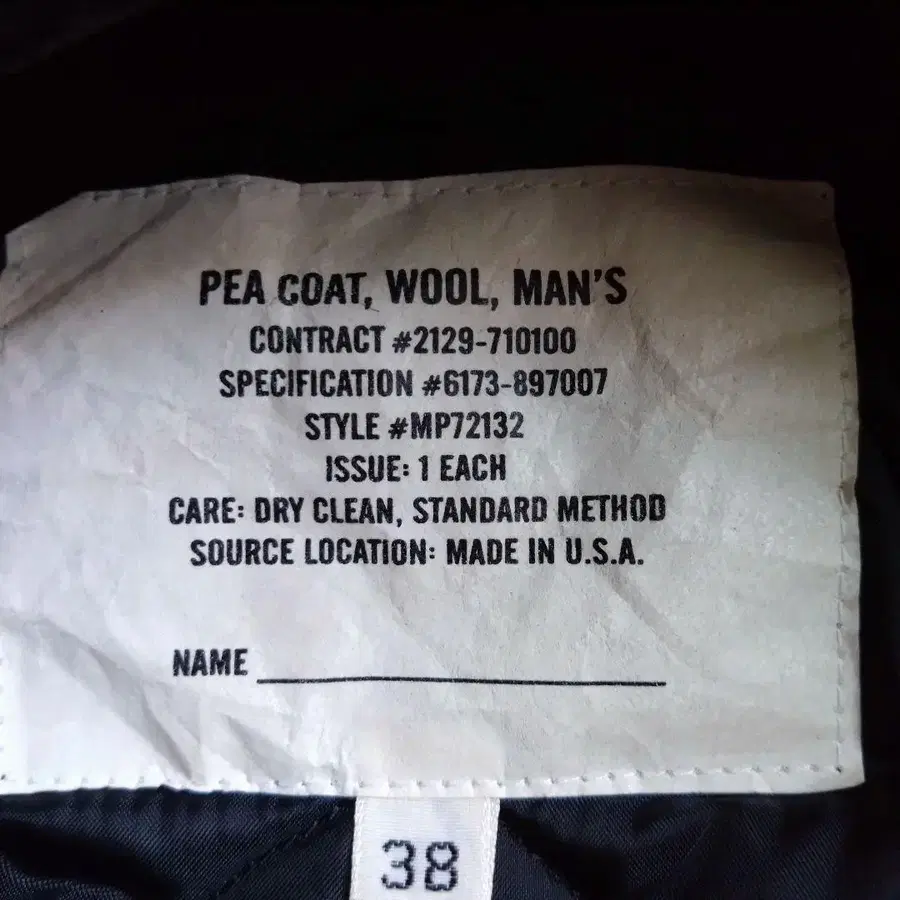 PEA COAT, WOOL, MAN'S
CONTRACT #2129-710100
SPECIFICATION #6173-897007
STYLE #MP72132
ISSUE: 1 EACH
CARE: DRY CLEAN, STANDARD METHOD
SOURCE LOCATION: MADE IN U.S.A.
NAME
38